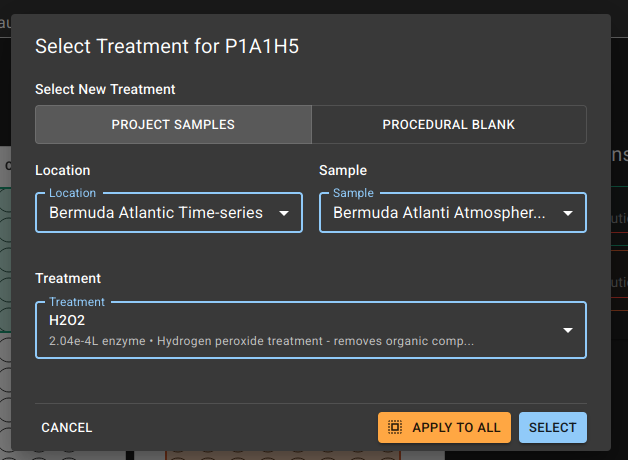 Select Treatment for P1A1H5
Select New Treatment
PROJECT SAMPLES
PROCEDURAL BLANK
Location
Sample
Location
Bermuda Atlantic Time-series
Sample
Bermuda Atlanti Atmospher...
Treatment
Treatment
H2O2
2.04e-4L enzyme • Hydrogen peroxide treatment - removes organic comp...
CANCEL
APPLY TO ALL
SELECT